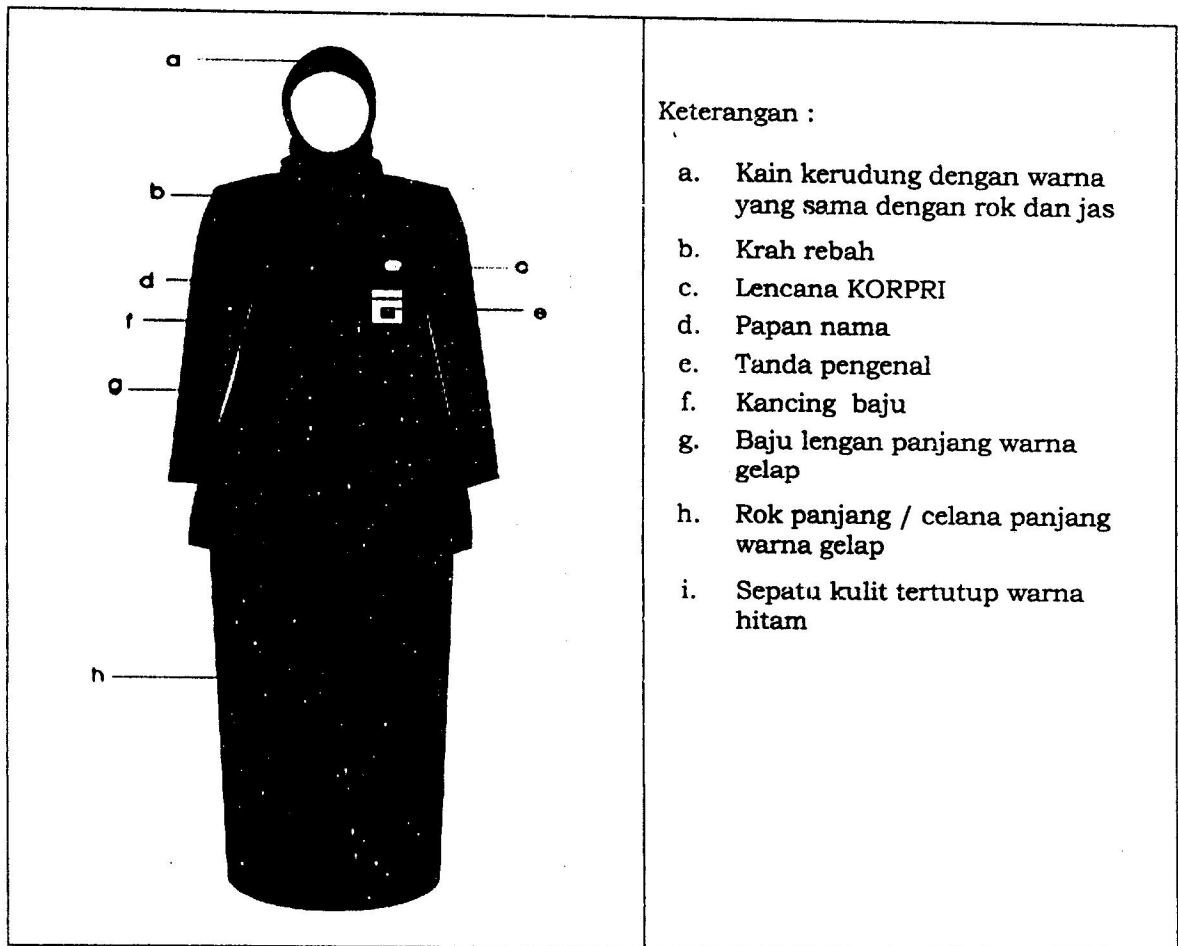 a
b
c
d
e
f
g
h
Keterangan :
a. Kain kerudung dengan warna
yang sama dengan rok dan jas
b. Krah rebah
c. Lencana KORPRI
d. Papan nama
e. Tanda pengenal
f. Kancing baju
g. Baju lengan panjang warna
gelap
h. Rok panjang / celana panjang
warna gelap
i. Sepatu kulit tertutup warna
hitam